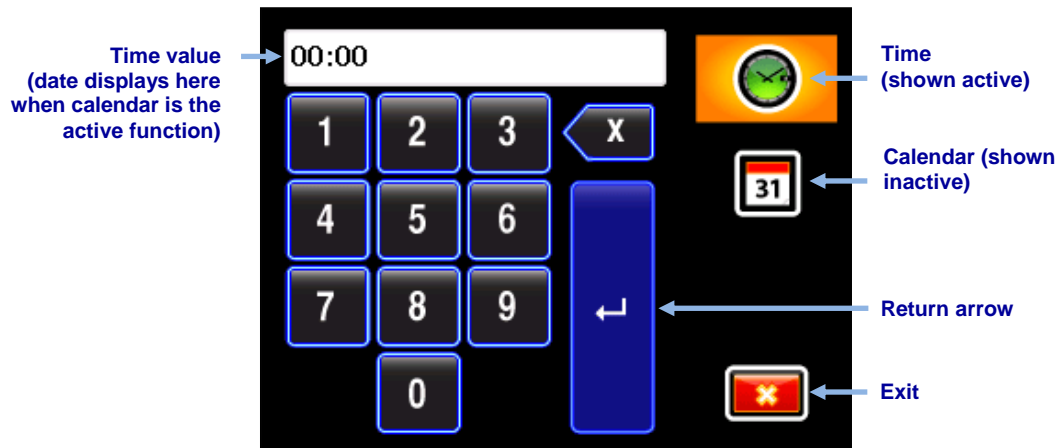 Time value
(date displays here
when calendar is the
active function)
00:00
Time
(shown active)
1 2 3 X
Calendar (shown
inactive)
31
4 5 6
7 8 9
Return arrow
0
Exit